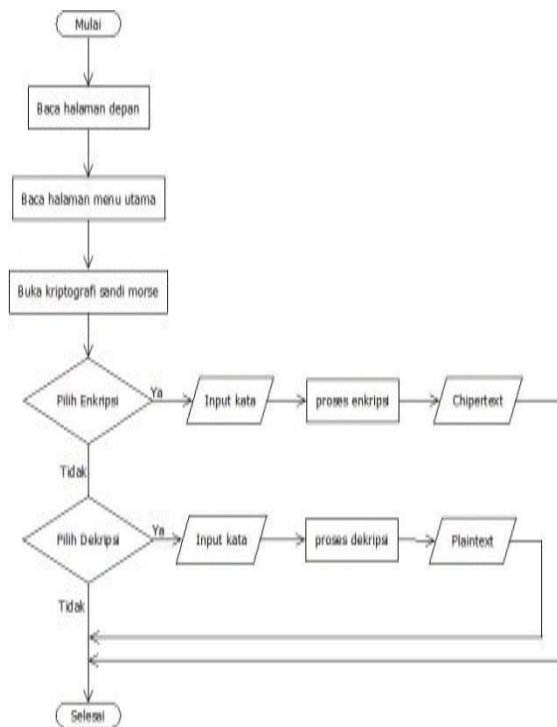 Mulai
Baca halaman depan
Baca halaman menu utama
Buka kriptografi sandi morse
Pilih Enkripsi
Ya
Input kata
proses enkripsi
Chipertext
Tidak
Pilih Dekripsi
Ya
Input kata
proses dekripsi
Plaintext
Tidak
Selesai